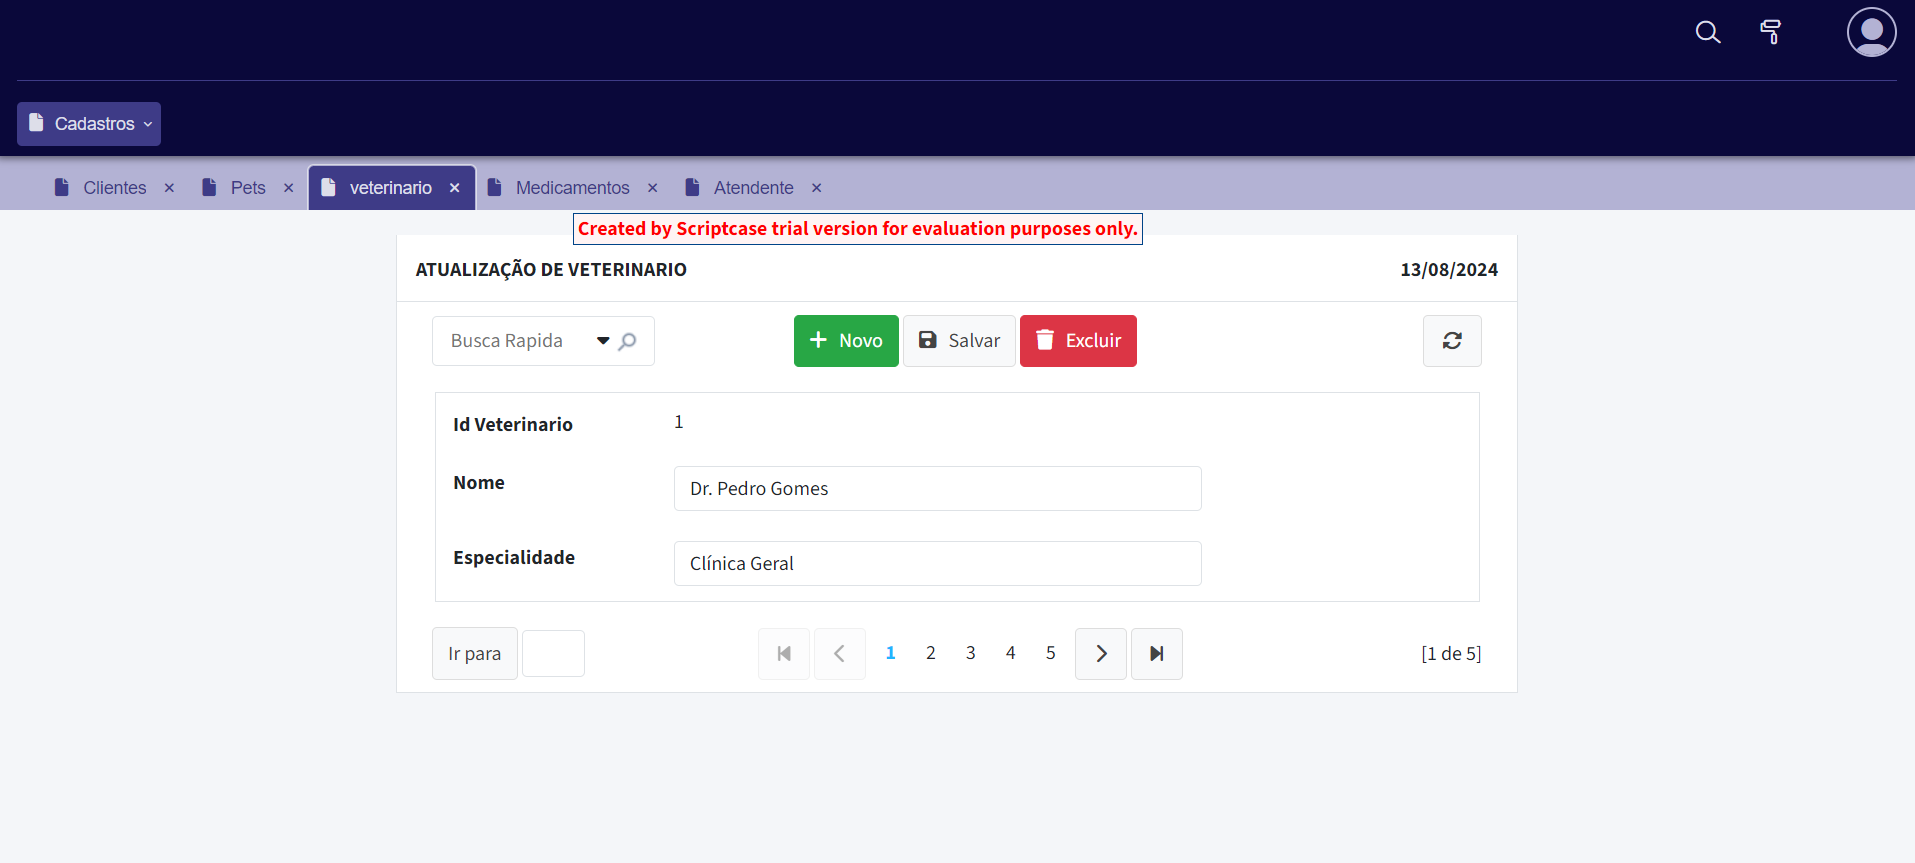 Cadastros
Clientes
Pets
veterinario
Medicamentos
Atendente
Created by Scriptcase trial version for evaluation purposes only.
ATUALIZAÇÃO DE VETERINARIO
13/08/2024
Busca Rapida
Novo
Salvar
Excluir
Id Veterinario 1
Nome
Dr. Pedro Gomes
Especialidade
Clínica Geral
Ir para
1 2 3 4 5
[1 de 5]